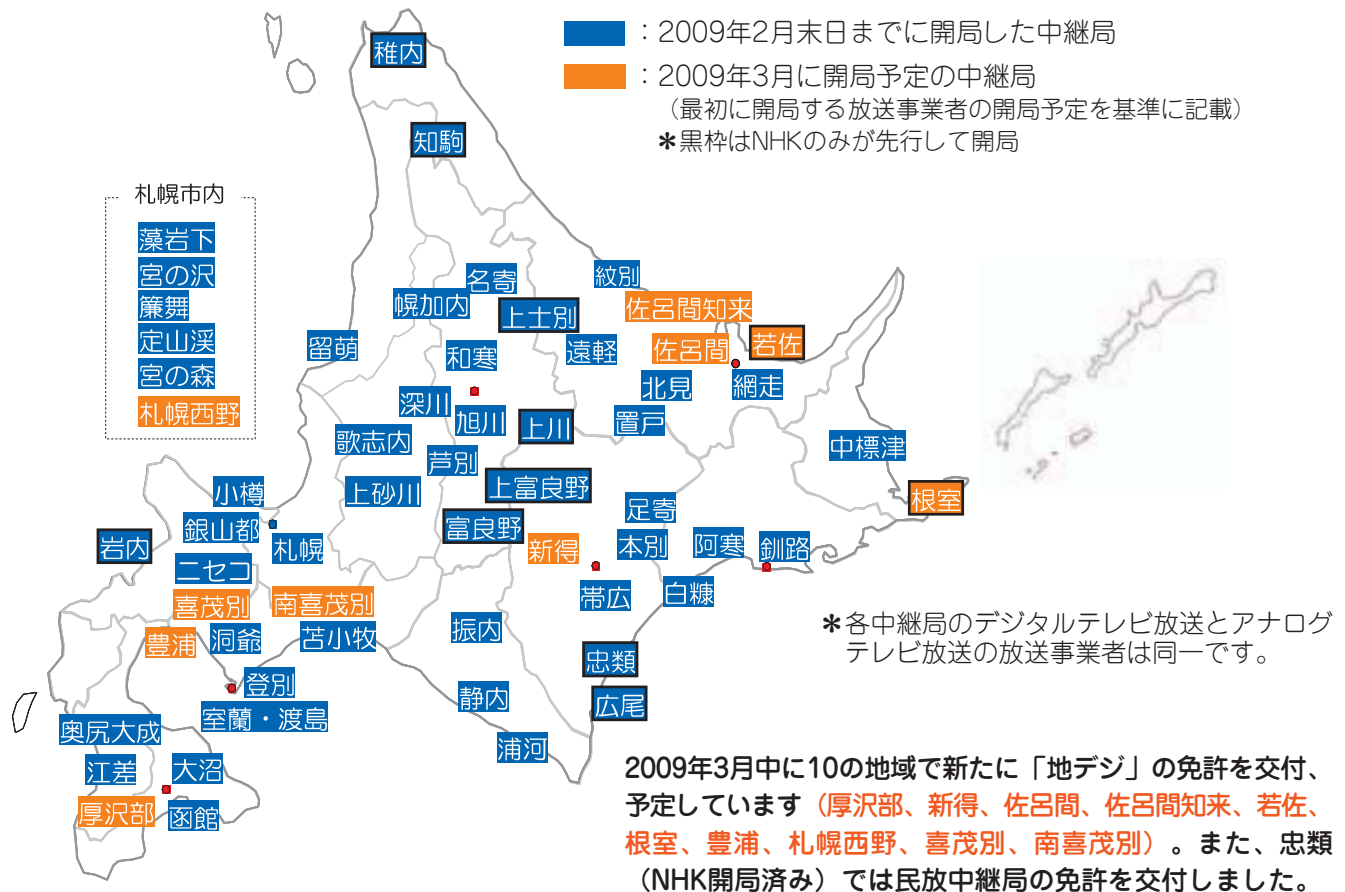 ：2009年2月末日までに開局した中継局
：2009年3月に開局予定の中継局
（最初に開局する放送事業者の開局予定を基準に記載）
＊黒枠はNHKのみが先行して開局
稚内
知駒
札幌市内
藻岩下
宮の沢
簾舞
定山渓
宮の森
札幌西野
名寄
紋別
幌加内
上士別
佐呂間知来
留萌
和寒
遠軽
佐呂間
若佐
北見
網走
深川
旭川
上川
置戸
歌志内
芦別
中標津
小樽
上砂川
上富良野
足寄
根室
銀山都
札幌
富良野
新得
本別
阿寒
釧路
岩内
ニセコ
帯広
白糠
喜茂別
南喜茂別
豊浦
洞爺
苫小牧
振内
忠類
＊各中継局のデジタルテレビ放送とアナログ
テレビ放送の放送事業者は同一です。
登別
室蘭・渡島
静内
広尾
奥尻大成
浦河
江差
大沼
厚沢部
函館
2009年3月中に10の地域で新たに「地デジ」の免許を交付、
予定しています（厚沢部、新得、佐呂間、佐呂間知来、若佐、
根室、豊浦、札幌西野、喜茂別、南喜茂別）。また、忠類
（NHK開局済み）では民放中継局の免許を交付しました。